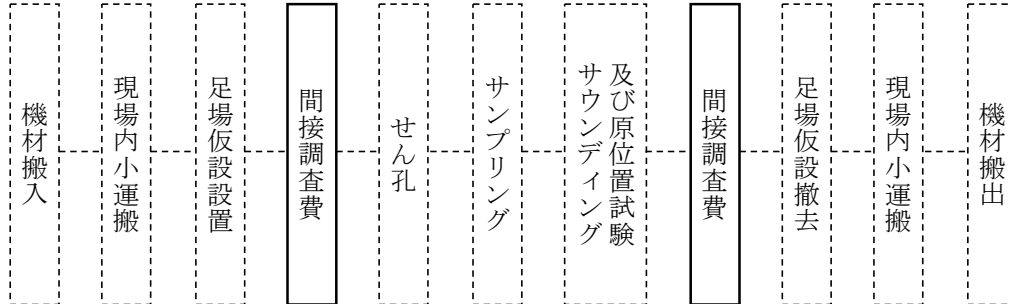 機材搬入
現場内小運搬
足場仮設設置
間接調査費
せん孔
サンプリング
サウンディング
及び原位置試験
間接調査費
足場仮設撤去
現場内小運搬
機材搬出